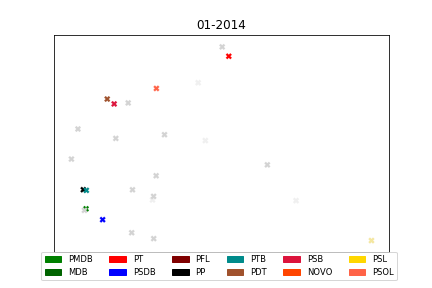 01-2014
PMDB PT PFL PTB PSB PSL
MDB PSDB PP PDT NOVO PSOL